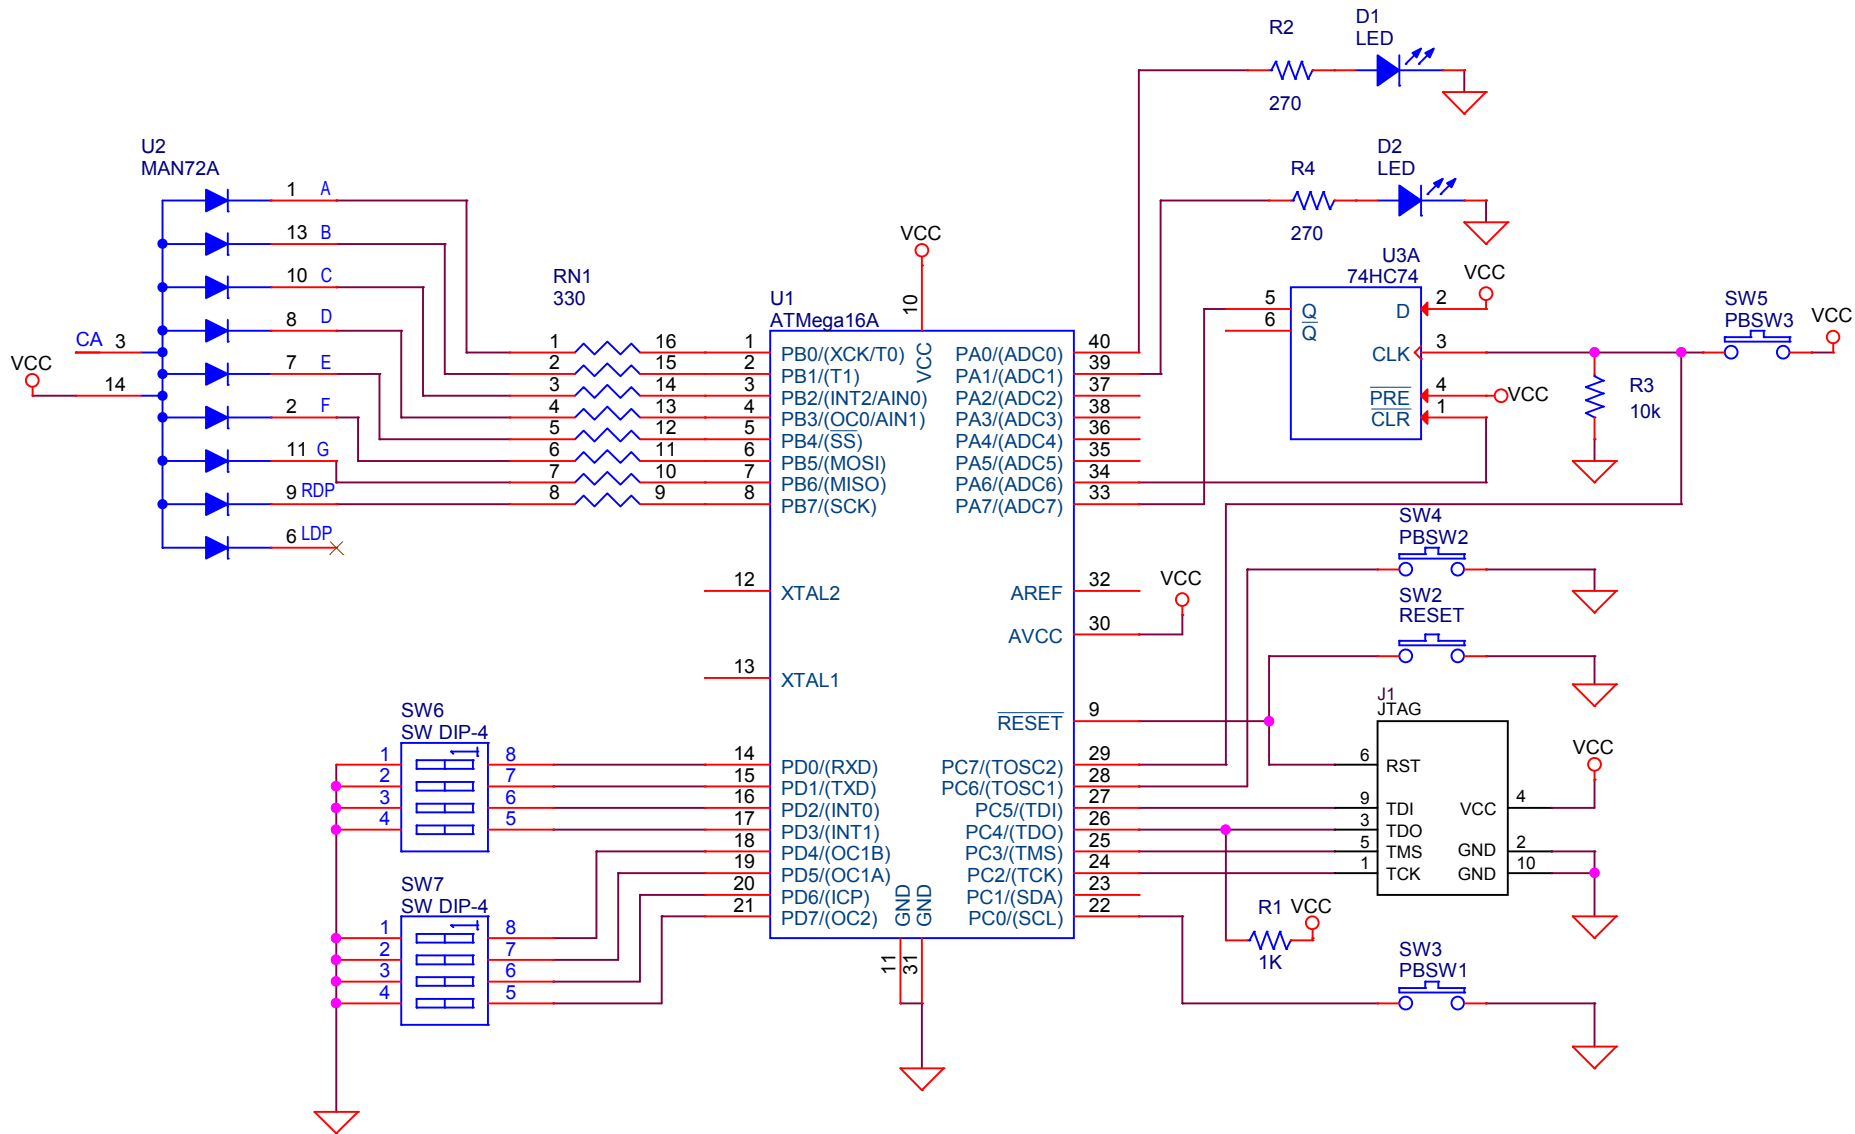 R2
270
D1
LED
R4
270
D2
LED
U2
MAN72A
1 A
13 B
10 C
8 D
7 E
2 F
11 G
9 RDP
6 LDP
CA 3
VCC
14
RN1
330
1 16
2 15
3 14
4 13
5 12
6 11
7 10
8 9
VCC
10
U1
ATMega16A
VCC
1 PB0/(XCK/T0)
2 PB1/(T1)
3 PB2/(INT2/AIN0)
4 PB3/(OC0/AIN1)
5 PB4/(SS)
6 PB5/(MOSI)
7 PB6/(MISO)
8 PB7/(SCK)
12 XTAL2
13 XTAL1
14 PD0/(RXD)
15 PD1/(TXD)
16 PD2/(INT0)
17 PD3/(INT1)
18 PD4/(OC1B)
19 PD5/(OC1A)
20 PD6/(ICP)
21 PD7/(OC2)
GND
GND
11
31
PA0/(ADC0) 40
PA1/(ADC1) 39
PA2/(ADC2) 37
PA3/(ADC3) 38
PA4/(ADC4) 36
PA5/(ADC5) 35
PA6/(ADC6) 34
PA7/(ADC7) 33
AREF 32
AVCC 30
VCC
RESET 9
PC7/(TOSC2) 29
PC6/(TOSC1) 28
PC5/(TDI) 27
PC4/(TDO) 26
PC3/(TMS) 25
PC2/(TCK) 24
PC1/(SDA) 23
PC0/(SCL) 22
U3A
74HC74
5 Q
6 Q
D 2
VCC
CLK 3
PRE 4
VCC
CLR 1
R3
10k
SW5
PBSW3
VCC
SW4
PBSW2
SW2
RESET
J1
JTAG
6 RST
9 TDI
3 TDO
5 TMS
1 TCK
VCC 4
GND 2
GND 10
VCC
R1
1K
VCC
SW3
PBSW1
SW6
SW DIP-4
1 8
2 7
3 6
4 5
SW7
SW DIP-4
1 8
2 7
3 6
4 5